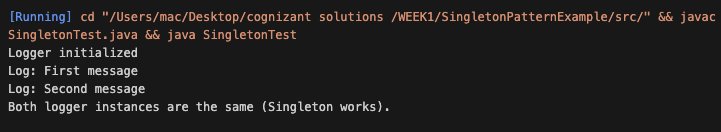 [Running] cd "/Users/mac/Desktop/cognizant solutions /WEEK1/SingletonPatternExample/src/" && javac
SingletonTest.java && java SingletonTest
Logger initialized
Log: First message
Log: Second message
Both logger instances are the same (Singleton works).